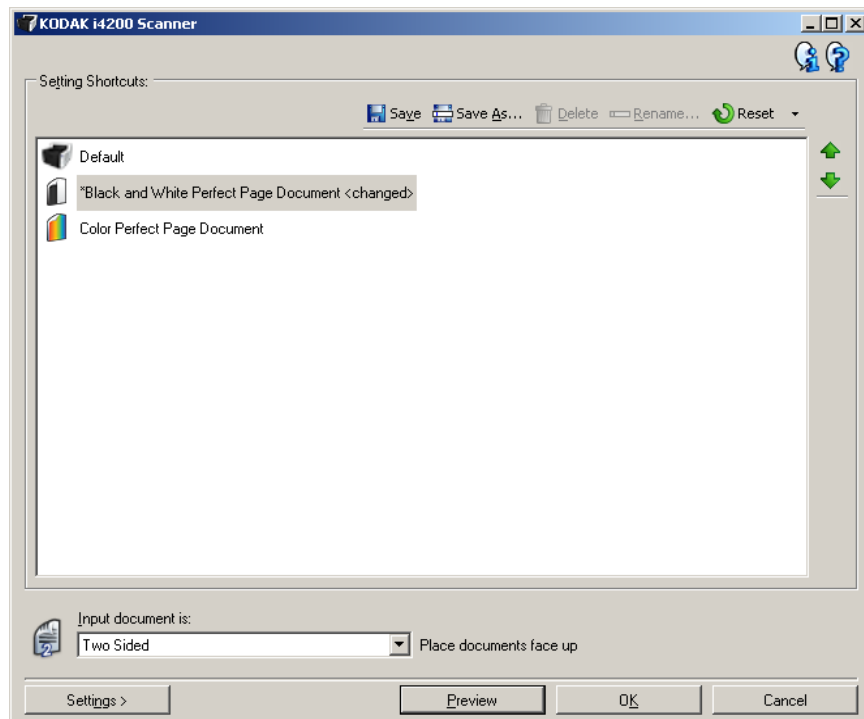 KODAK i4200 Scanner
Setting Shortcuts:
Save Save As... Delete Rename... Reset
Default
*Black and White Perfect Page Document <changed>
Color Perfect Page Document
Input document is:
2 Two Sided Place documents face up
Settings > Preview OK Cancel